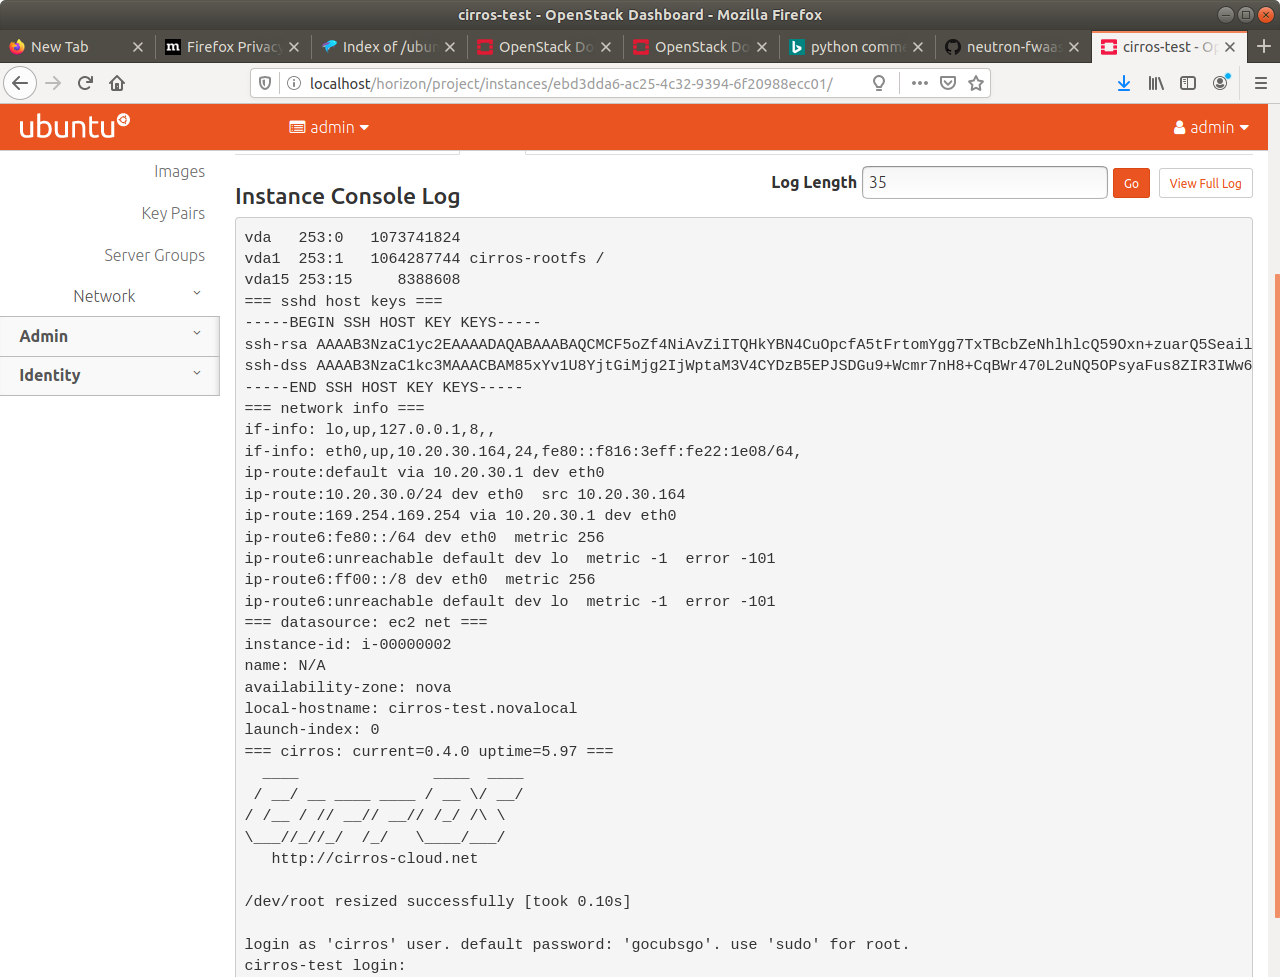 cirros-test - OpenStack Dashboard - Mozilla Firefox
New Tab
Firefox Privac
Index of /ubun
OpenStack Do
OpenStack Do
python comme
neutron-fwaas
cirros-test - Op
localhost/horizon/project/instances/ebd3dda6-ac25-4c32-9394-6f20988ecc01/
ubuntu
admin
admin
Images
Key Pairs
Server Groups
Network
Admin
Identity
Instance Console Log
Log Length 35 Go View Full Log
vda   253:0   1073741824
vda1  253:1   1064287744 cirros-rootfs /
vda15 253:15     8388608
=== sshd host keys ===
-----BEGIN SSH HOST KEY KEYS-----
ssh-rsa AAAAB3NzaC1yc2EAAAADAQABAAABAQCMCF5oZf4NiAvZiITQHkYBN4CuOpcfA5tFrtomYgg7TxTBcbZeNhlhlcQ59Oxn+zuarQ5Seail
ssh-dss AAAAB3NzaC1kc3MAAACBAM85xYv1U8YjtGiMjg2IjWptaM3V4CYDzB5EPJSDGu9+Wcmr7nH8+CqBWr470L2uNQ5OPsyaFus8ZIR3IWw6
-----END SSH HOST KEY KEYS-----
=== network info ===
if-info: lo,up,127.0.0.1,8,,
if-info: eth0,up,10.20.30.164,24,fe80::f816:3eff:fe22:1e08/64,
ip-route:default via 10.20.30.1 dev eth0
ip-route:10.20.30.0/24 dev eth0  src 10.20.30.164
ip-route:169.254.169.254 via 10.20.30.1 dev eth0
ip-route6:fe80::/64 dev eth0  metric 256
ip-route6:unreachable default dev lo  metric -1  error -101
ip-route6:ff00::/8 dev eth0  metric 256
ip-route6:unreachable default dev lo  metric -1  error -101
=== datasource: ec2 net ===
instance-id: i-00000002
name: N/A
availability-zone: nova
local-hostname: cirros-test.novalocal
launch-index: 0
=== cirros: current=0.4.0 uptime=5.97 ===
  ____               ____  ____
 / __/ __ ____ ____ / __ \/ __/
/ /__ / // __// __// /_/ /\ \
\___//_//_/  /_/   \____/___/
   http://cirros-cloud.net
/dev/root resized successfully [took 0.10s]
login as 'cirros' user. default password: 'gocubsgo'. use 'sudo' for root.
cirros-test login: